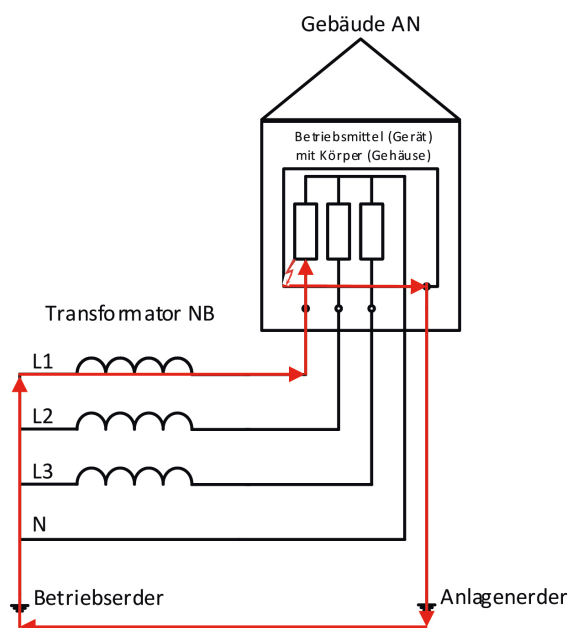 Gebäude AN
Betriebsmittel (Gerät)
mit Körper (Gehäuse)
Transformator NB
L1
L2
L3
N
Betriebserder
Anlagenerder